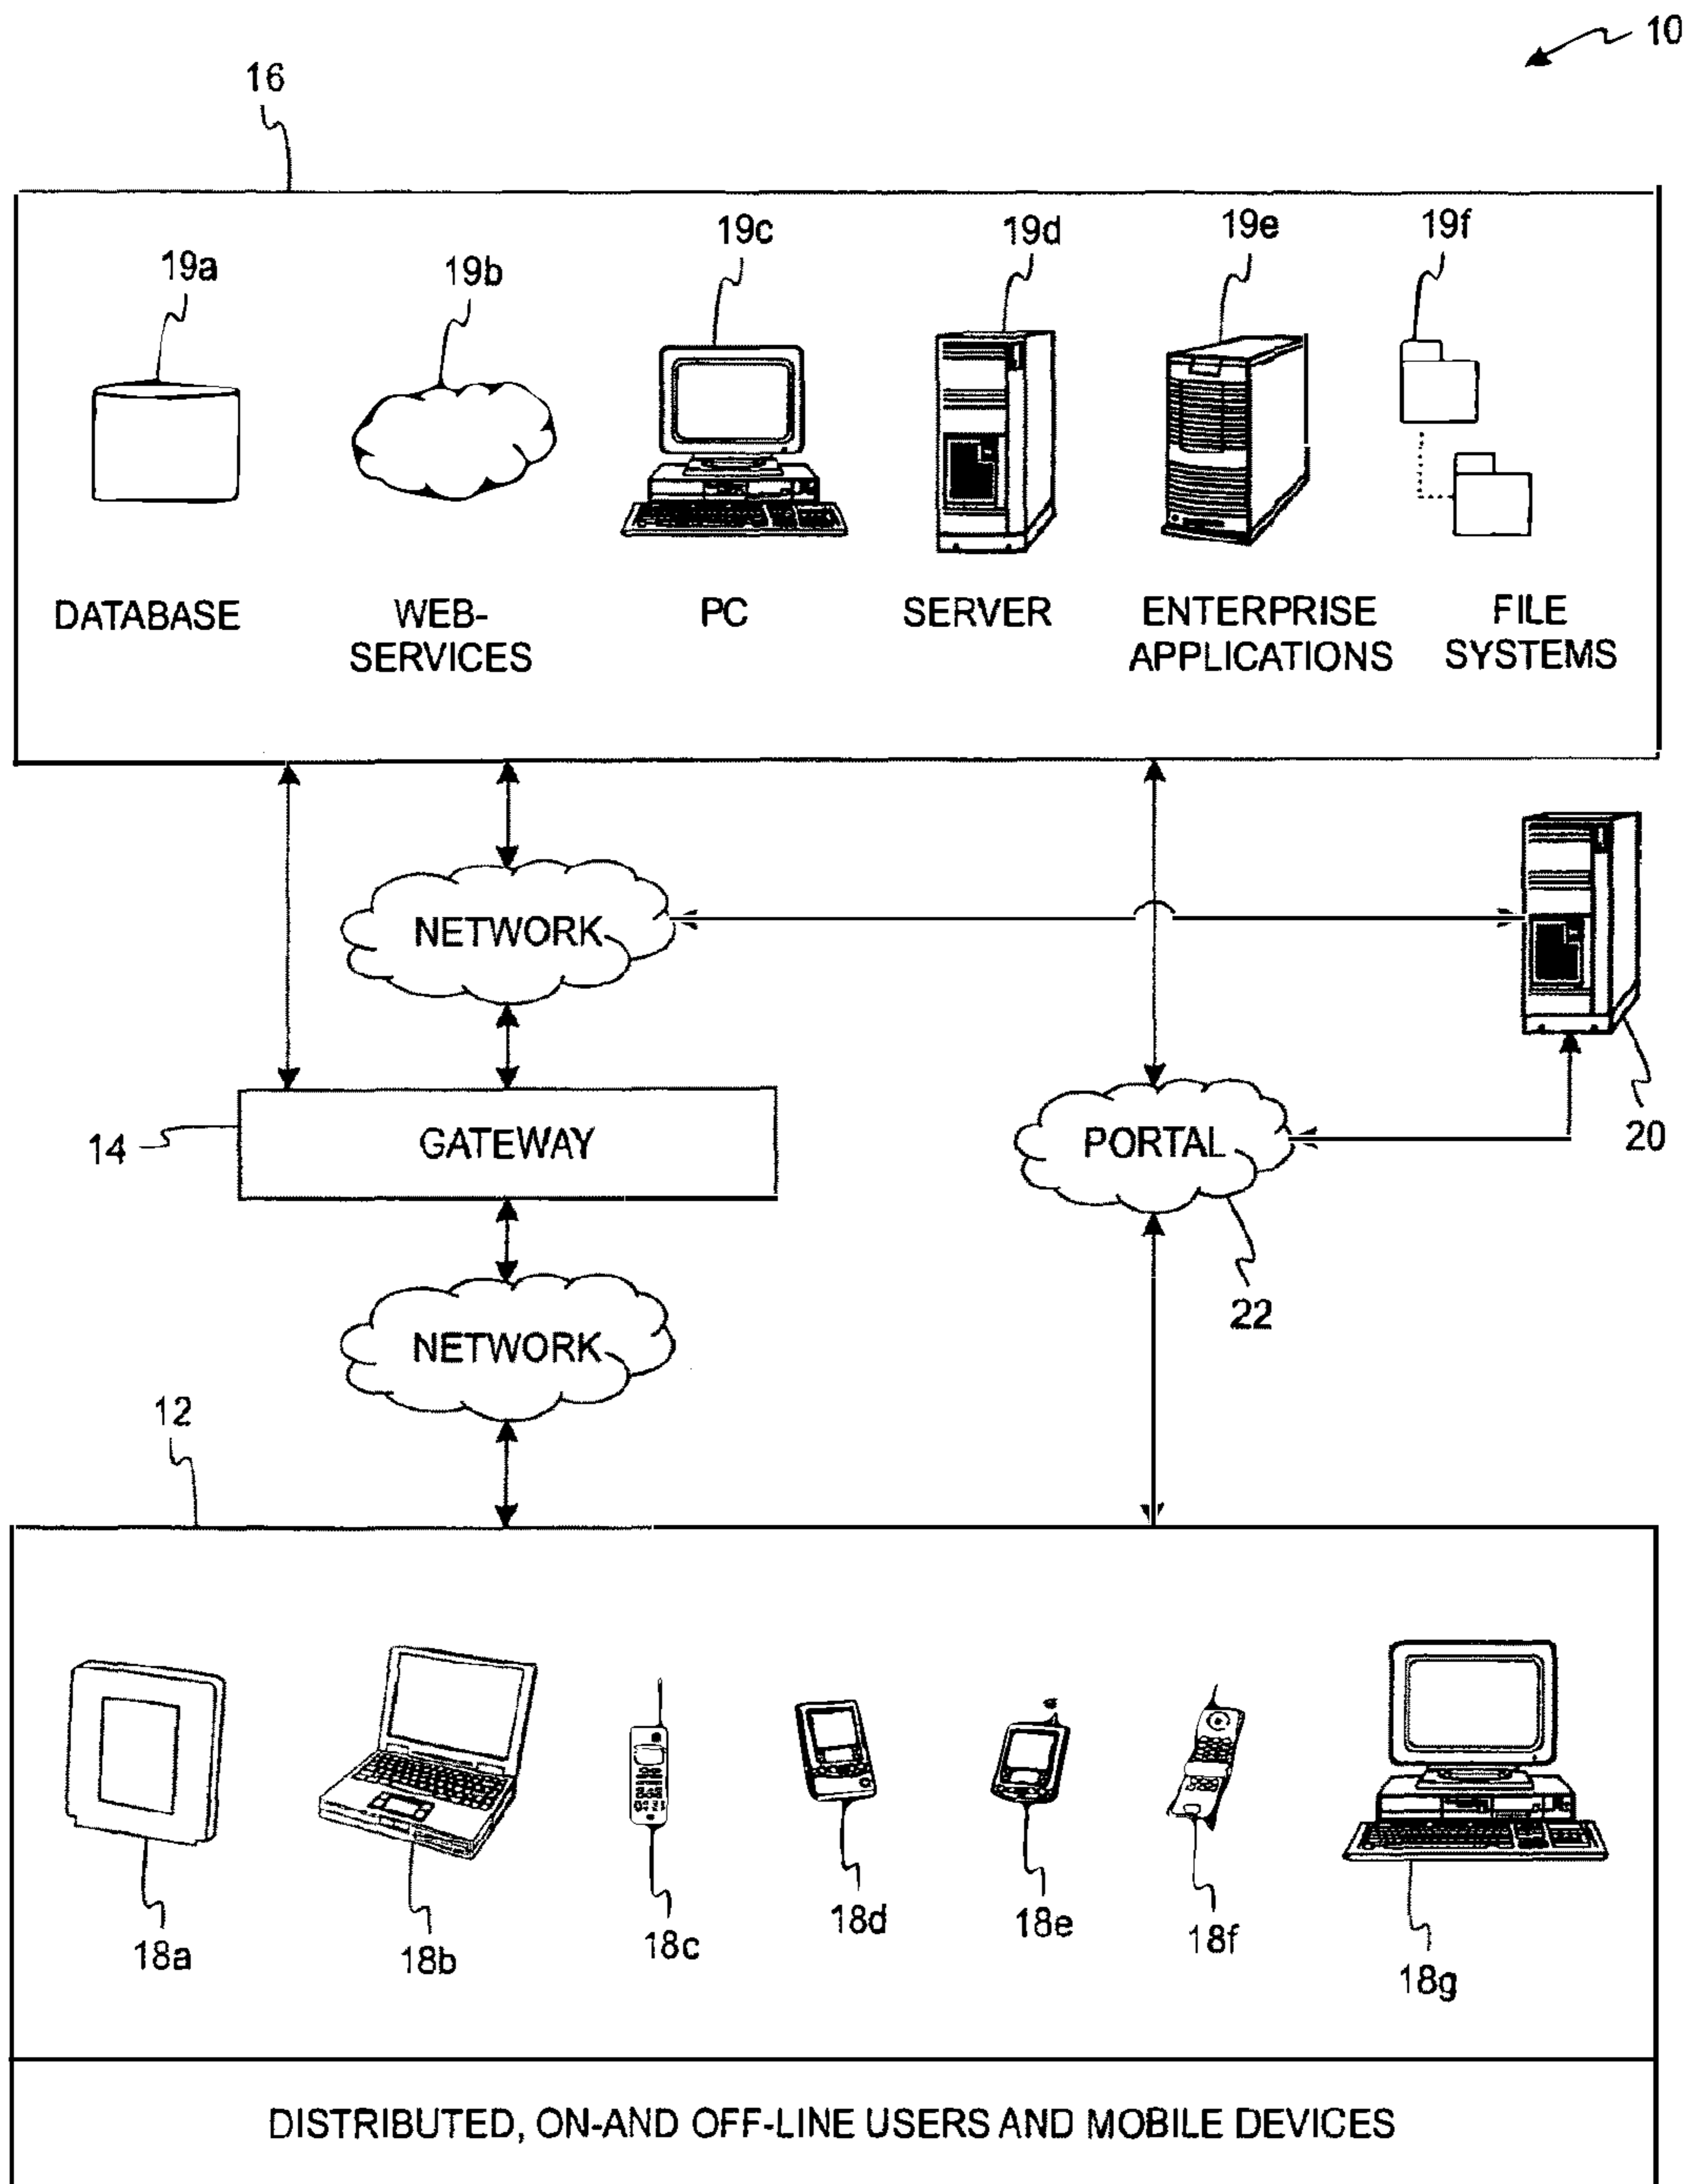 10
16
19a
19b
19c
19d
19e
19f
DATABASE
WEB-
SERVICES
PC
SERVER
ENTERPRISE
APPLICATIONS
FILE
SYSTEMS
NETWORK
14
GATEWAY
PORTAL
20
22
NETWORK
12
18a
18b
18c
18d
18e
18f
18g
DISTRIBUTED, ON-AND OFF-LINE USERS AND MOBILE DEVICES